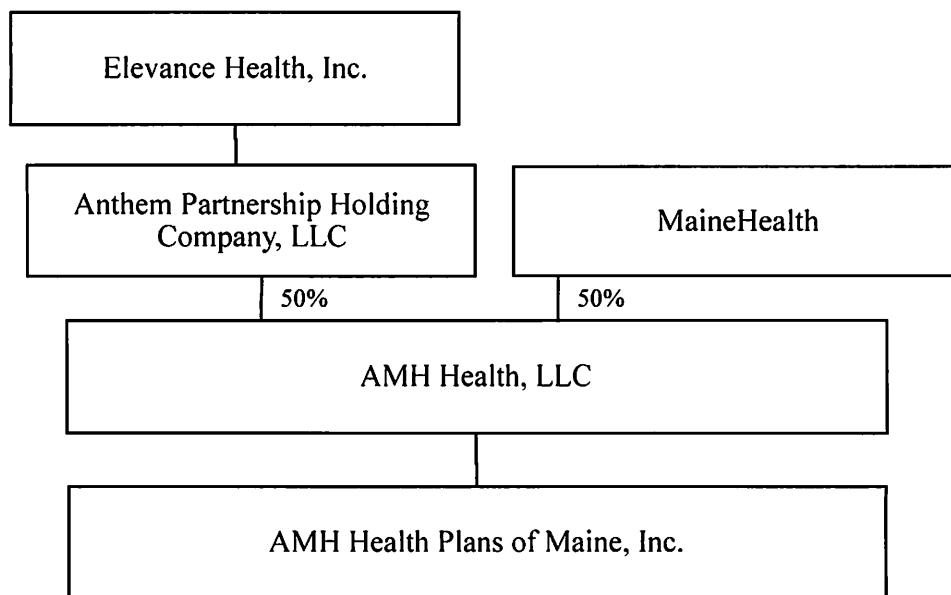 Elevance Health, Inc.
Anthem Partnership Holding
Company, LLC
MaineHealth
50%
50%
AMH Health, LLC
AMH Health Plans of Maine, Inc.